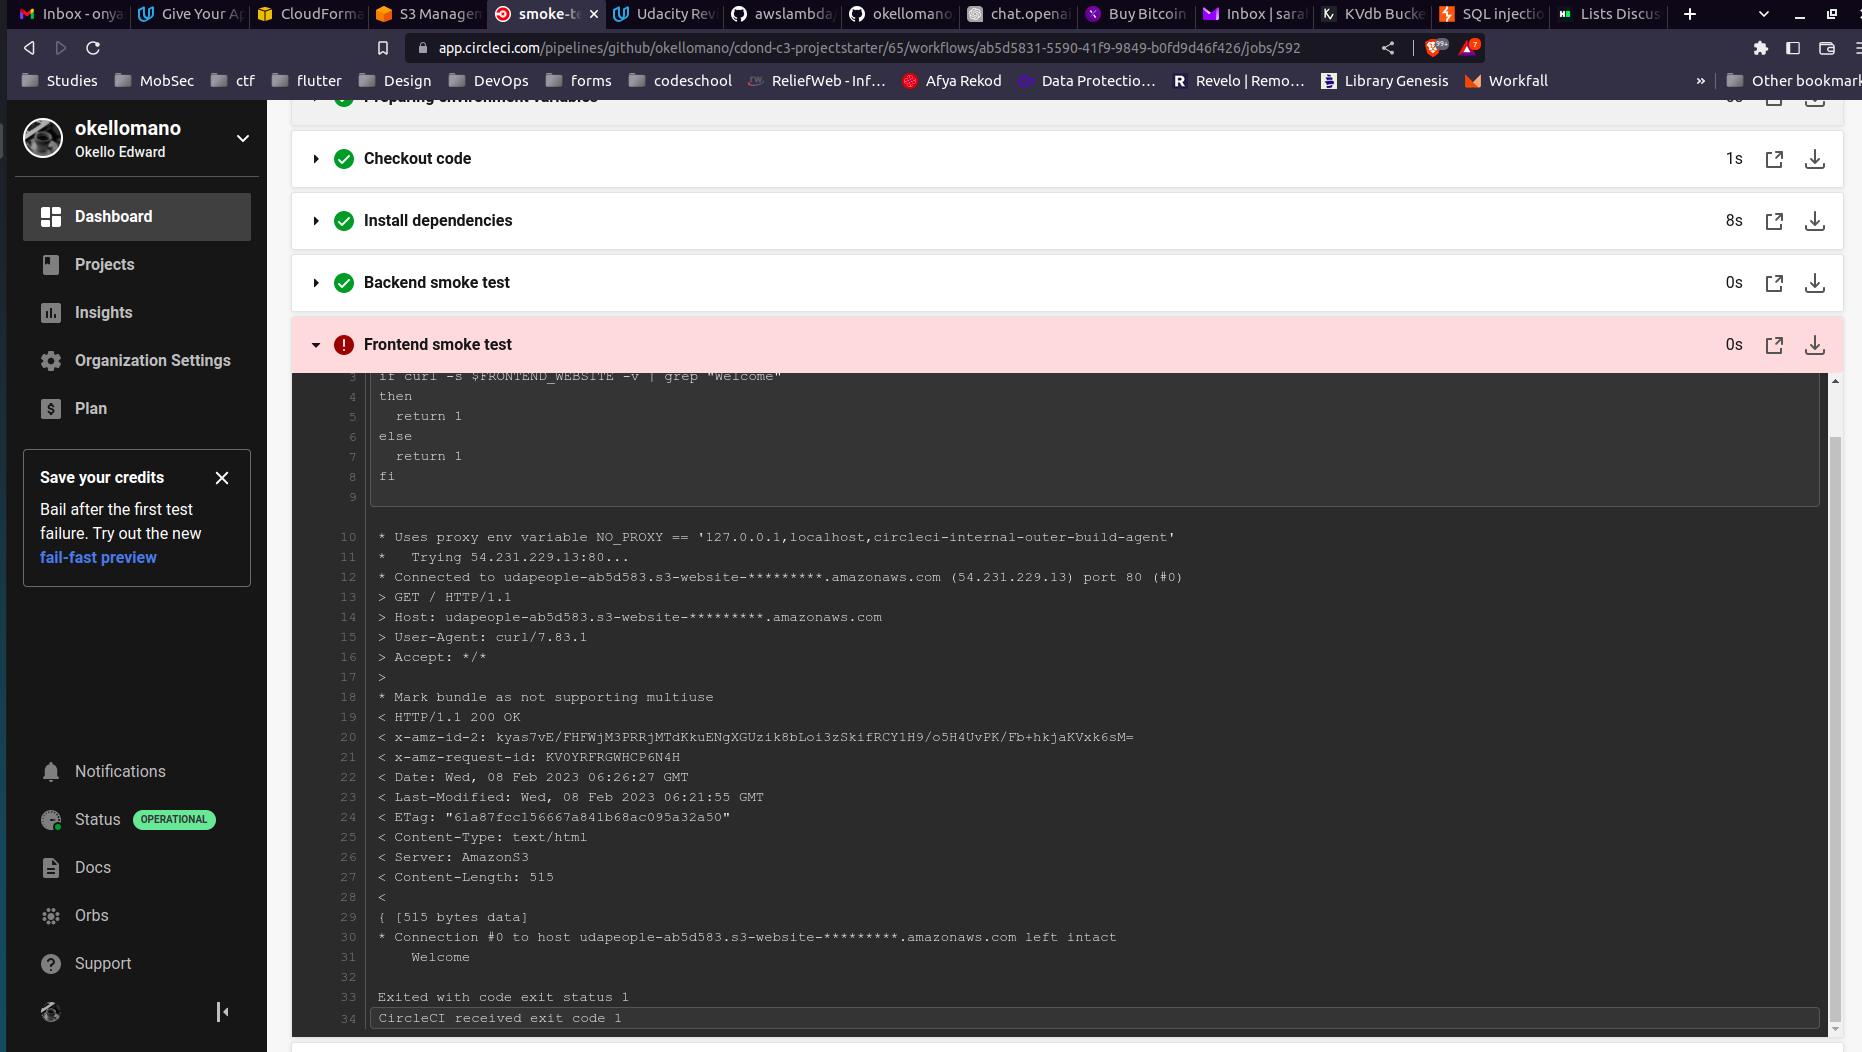 Inbox - onya
Give Your Ap
CloudForma
S3 Manager
smoke-te
Udacity Rev
awslambda
okellomano
chat.openai
Buy Bitcoin
Inbox | sara
KVdb Bucke
SQL injectio
Lists Discus
app.circleci.com/pipelines/github/okellomano/cdond-c3-projectstarter/65/workflows/ab5d5831-5590-41f9-9849-b0fd9d46f426/jobs/592
99+
7
Studies
MobSec
ctf
flutter
Design
DevOps
forms
codeschool
ReliefWeb - Inf...
Afya Rekod
Data Protectio...
Revelo | Remo...
Library Genesis
Workfall
»
Other bookmark
okellomano
Okello Edward
Dashboard
Projects
Insights
Organization Settings
Plan
Save your credits
Bail after the first test
failure. Try out the new
fail-fast preview
Notifications
Status OPERATIONAL
Docs
Orbs
Support
Preparing environment variables
0s
Checkout code
1s
Install dependencies
8s
Backend smoke test
0s
Frontend smoke test
0s
3 if curl -s $FRONTEND_WEBSITE -v | grep "Welcome"
4 then
5 return 1
6 else
7 return 1
8 fi
9
10 * Uses proxy env variable NO_PROXY == '127.0.0.1,localhost,circleci-internal-outer-build-agent'
11 * Trying 54.231.229.13:80...
12 * Connected to udapeople-ab5d583.s3-website-*********.amazonaws.com (54.231.229.13) port 80 (#0)
13 > GET / HTTP/1.1
14 > Host: udapeople-ab5d583.s3-website-*********.amazonaws.com
15 > User-Agent: curl/7.83.1
16 > Accept: */*
17 >
18 * Mark bundle as not supporting multiuse
19 < HTTP/1.1 200 OK
20 < x-amz-id-2: kyas7vE/FHFWjM3PRRjMTdKkuENgXGUzik8bLoi3zSkifRCY1H9/o5H4UvPK/Fb+hkjaKVxk6sM=
21 < x-amz-request-id: KV0YRFRGWHCP6N4H
22 < Date: Wed, 08 Feb 2023 06:26:27 GMT
23 < Last-Modified: Wed, 08 Feb 2023 06:21:55 GMT
24 < ETag: "61a87fcc156667a841b68ac095a32a50"
25 < Content-Type: text/html
26 < Server: AmazonS3
27 < Content-Length: 515
28 <
29 { [515 bytes data]
30 * Connection #0 to host udapeople-ab5d583.s3-website-*********.amazonaws.com left intact
31 Welcome
32
33 Exited with code exit status 1
34 CircleCI received exit code 1